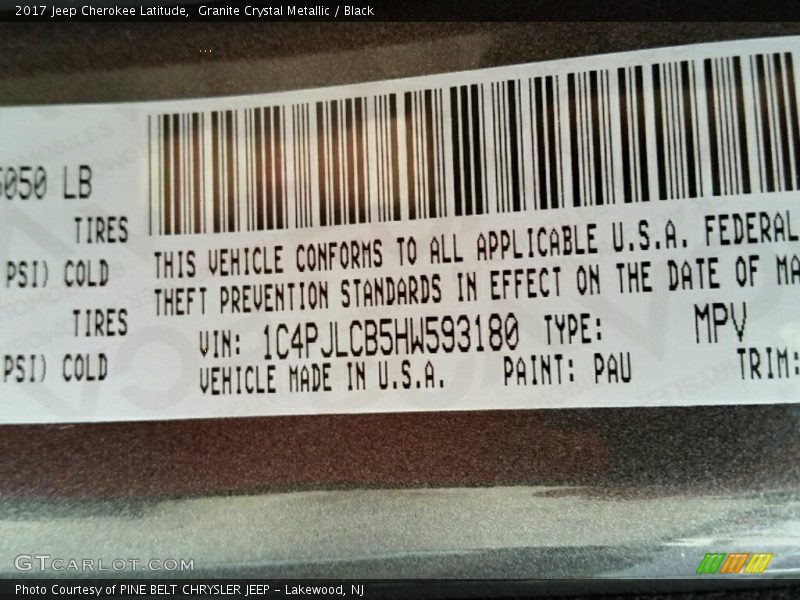 2017 Jeep Cherokee Latitude,  Granite Crystal Metallic / Black
5050 LB
TIRES
PSI) COLD
TIRES
PSI) COLD
THIS VEHICLE CONFORMS TO ALL APPLICABLE U.S.A. FEDERAL
THEFT PREVENTION STANDARDS IN EFFECT ON THE DATE OF MA
VIN: 1C4PJLCB5HW593180 TYPE: MPV
VEHICLE MADE IN U.S.A. PAINT: PAU TRIM:
GTCARLOT.COM
Photo Courtesy of PINE BELT CHRYSLER JEEP - Lakewood, NJ